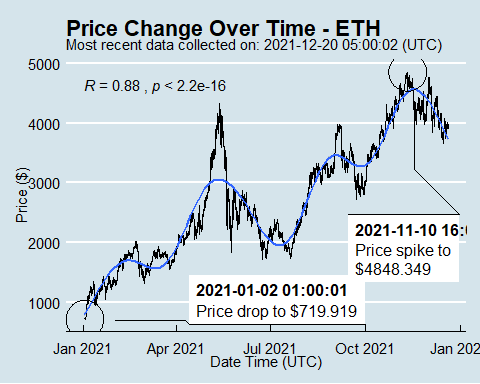 Price Change Over Time - ETH
Most recent data collected on: 2021-12-20 05:00:02 (UTC)
R = 0.88 , p < 2.2e-16
Price ($)
5000
4000
3000
2000
1000
2021-11-10 16:
Price spike to
$4848.349
2021-01-02 01:00:01
Price drop to $719.919
Jan 2021
Apr 2021
Jul 2021
Oct 2021
Jan 202
Date Time (UTC)